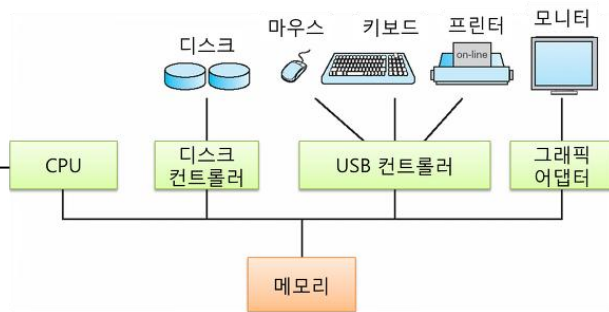 디스크
마우스
키보드
프린터
모니터
on-line
CPU
디스크
컨트롤러
USB 컨트롤러
그래픽
어댑터
메모리